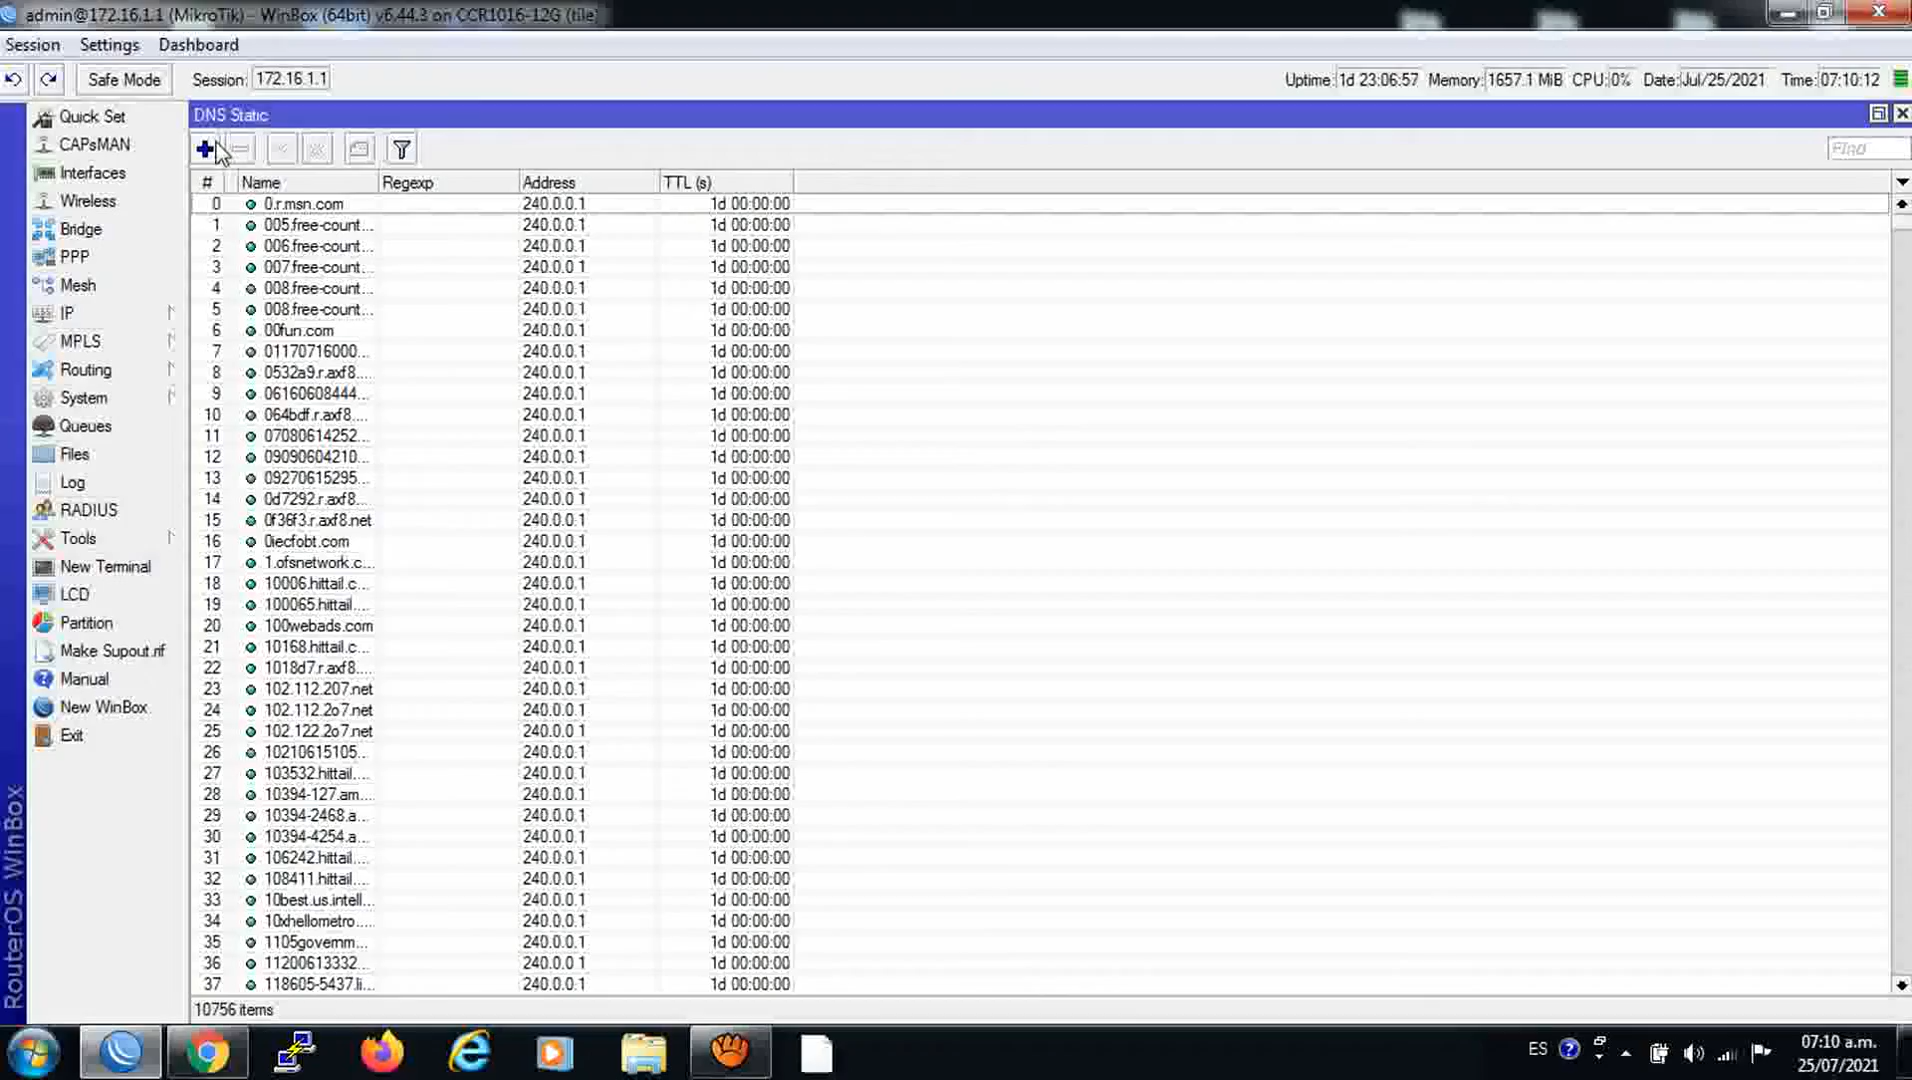 admin@172.16.1.1 (MikroTik) - WinBox (64bit) v6.44.3 on CCR1016-12G (tile)
Session Settings Dashboard
Safe Mode Session: 172.16.1.1 Uptime: 1d 23:06:57 Memory: 1657.1 MiB CPU: 0% Date: Jul/25/2021 Time: 07:10:12
Quick Set
CAPsMAN
Interfaces
Wireless
Bridge
PPP
Mesh
IP
MPLS
Routing
System
Queues
Files
Log
RADIUS
Tools
New Terminal
LCD
Partition
Make Supout.rif
Manual
New WinBox
Exit
RouterOS WinBox
DNS Static
Find
# Name Regexp Address TTL (s)
0 0.r.msn.com 240.0.0.1 1d 00:00:00
1 005.free-count... 240.0.0.1 1d 00:00:00
2 006.free-count... 240.0.0.1 1d 00:00:00
3 007.free-count... 240.0.0.1 1d 00:00:00
4 008.free-count... 240.0.0.1 1d 00:00:00
5 008.free-count... 240.0.0.1 1d 00:00:00
6 00fun.com 240.0.0.1 1d 00:00:00
7 01170716000... 240.0.0.1 1d 00:00:00
8 0532a9.r.axf8.... 240.0.0.1 1d 00:00:00
9 06160608444... 240.0.0.1 1d 00:00:00
10 064bdf.r.axf8.... 240.0.0.1 1d 00:00:00
11 07080614252... 240.0.0.1 1d 00:00:00
12 09090604210... 240.0.0.1 1d 00:00:00
13 09270615295... 240.0.0.1 1d 00:00:00
14 0d7292.r.axf8.... 240.0.0.1 1d 00:00:00
15 0f36f3.r.axf8.net 240.0.0.1 1d 00:00:00
16 0iecfobt.com 240.0.0.1 1d 00:00:00
17 1.ofsnetwork.c... 240.0.0.1 1d 00:00:00
18 10006.hittail.c... 240.0.0.1 1d 00:00:00
19 100065.hittail.... 240.0.0.1 1d 00:00:00
20 100webads.com 240.0.0.1 1d 00:00:00
21 10168.hittail.c... 240.0.0.1 1d 00:00:00
22 1018d7.r.axf8.... 240.0.0.1 1d 00:00:00
23 102.112.207.net 240.0.0.1 1d 00:00:00
24 102.112.2o7.net 240.0.0.1 1d 00:00:00
25 102.122.2o7.net 240.0.0.1 1d 00:00:00
26 10210615105... 240.0.0.1 1d 00:00:00
27 103532.hittail.... 240.0.0.1 1d 00:00:00
28 10394-127.am... 240.0.0.1 1d 00:00:00
29 10394-2468.a... 240.0.0.1 1d 00:00:00
30 10394-4254.a... 240.0.0.1 1d 00:00:00
31 106242.hittail.... 240.0.0.1 1d 00:00:00
32 108411.hittail.... 240.0.0.1 1d 00:00:00
33 10best.us.intell... 240.0.0.1 1d 00:00:00
34 10xhellometro.... 240.0.0.1 1d 00:00:00
35 1105governm... 240.0.0.1 1d 00:00:00
36 11200613332... 240.0.0.1 1d 00:00:00
37 118605-5437.li... 240.0.0.1 1d 00:00:00
10756 items
ES 07:10 a.m.
25/07/2021